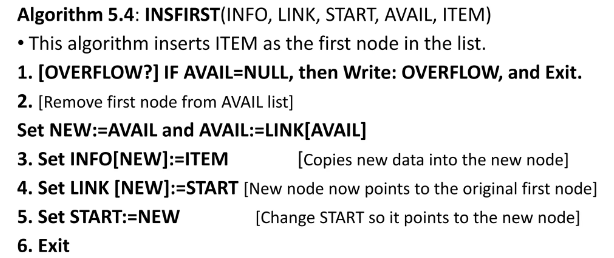 Algorithm 5.4: INSFIRST(INFO, LINK, START, AVAIL, ITEM)
• This algorithm inserts ITEM as the first node in the list.
1. [OVERFLOW?] IF AVAIL=NULL, then Write: OVERFLOW, and Exit.
2. [Remove first node from AVAIL list]
Set NEW:=AVAIL and AVAIL:=LINK[AVAIL]
3. Set INFO[NEW]:=ITEM [Copies new data into the new node]
4. Set LINK [NEW]:=START [New node now points to the original first node]
5. Set START:=NEW [Change START so it points to the new node]
6. Exit